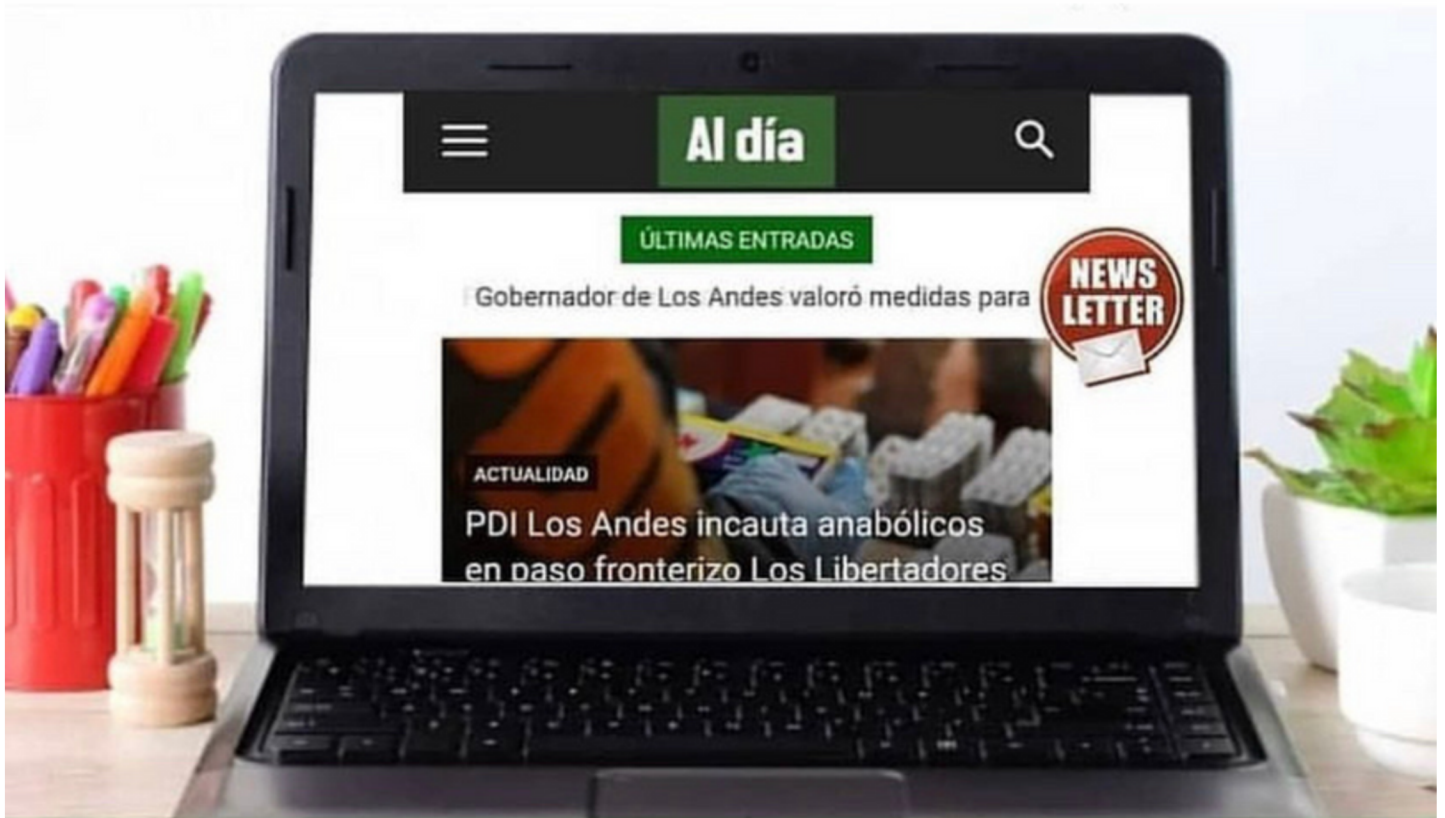 Al día
ÚLTIMAS ENTRADAS
Gobernador de Los Andes valoró medidas para
NEWS
LETTER
ACTUALIDAD
PDI Los Andes incauta anabólicos
en paso fronterizo Los Libertadores